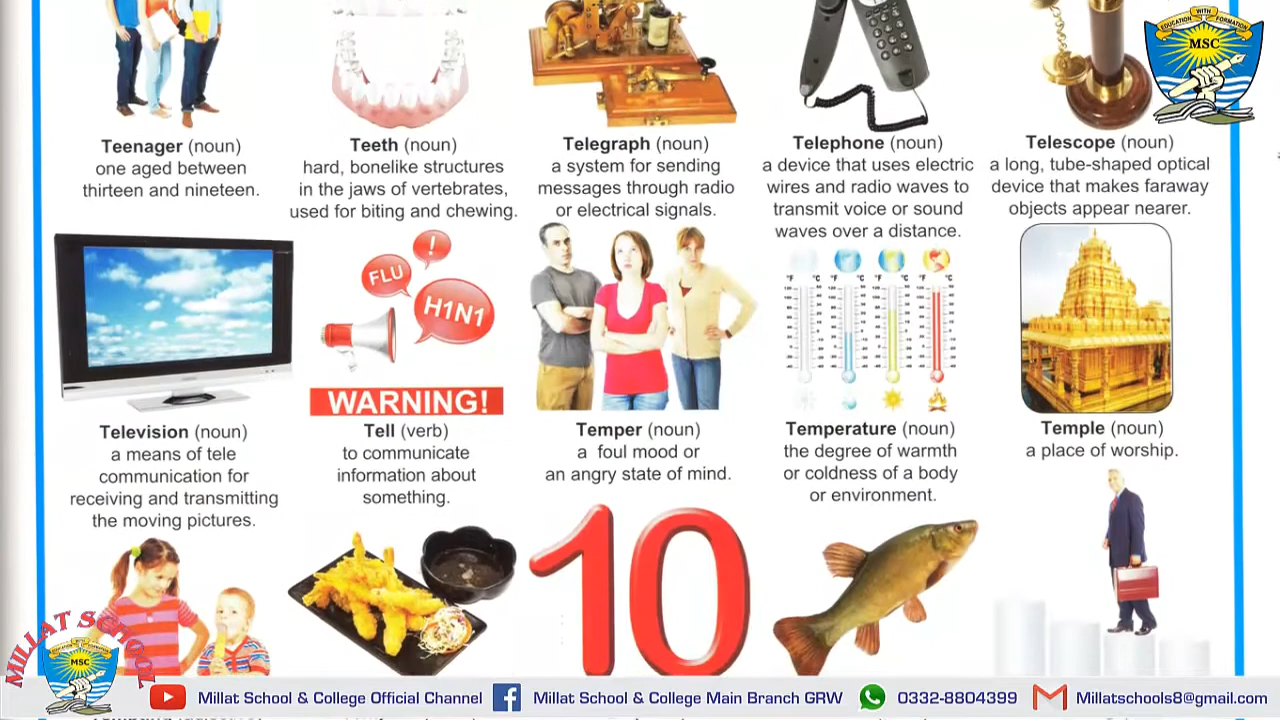 EDUCATION WITH FORMATION
MSC
Teenager (noun)
one aged between
thirteen and nineteen.
Teeth (noun)
hard, bonelike structures
in the jaws of vertebrates,
used for biting and chewing.
Telegraph (noun)
a system for sending
messages through radio
or electrical signals.
Telephone (noun)
a device that uses electric
wires and radio waves to
transmit voice or sound
waves over a distance.
Telescope (noun)
a long, tube-shaped optical
device that makes faraway
objects appear nearer.
FLU
!
H1N1
WARNING!
°F °C °F °C °F °C °F °C
Television (noun)
a means of tele
communication for
receiving and transmitting
the moving pictures.
Tell (verb)
to communicate
information about
something.
Temper (noun)
a foul mood or
an angry state of mind.
Temperature (noun)
the degree of warmth
or coldness of a body
or environment.
Temple (noun)
a place of worship.
10
MILLAT SCHOOL
MSC
Millat School & College Official Channel
Millat School & College Main Branch GRW
0332-8804399
Millatschools8@gmail.com